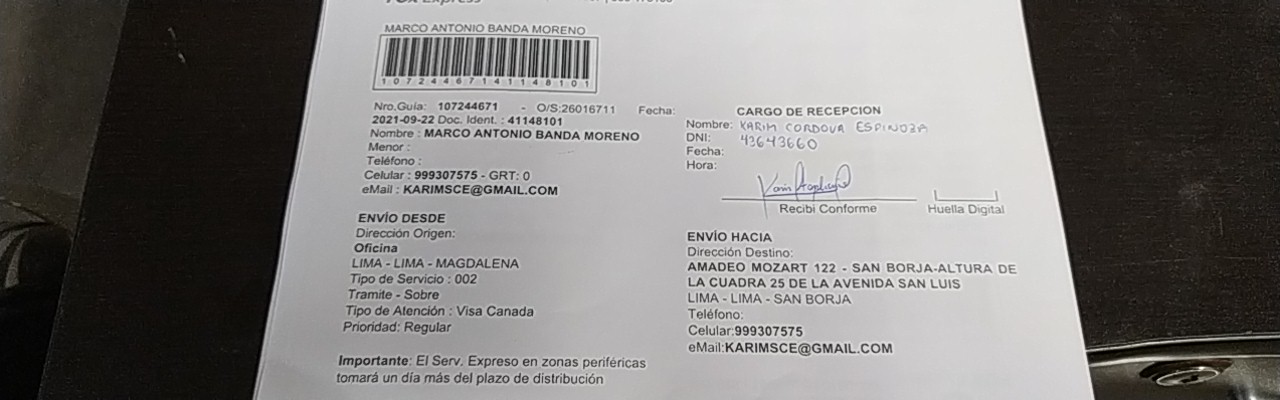 Express
MARCO ANTONIO BANDA MORENO
10724467141148101
Nro.Guía: 107244671 - O/S:26016711 Fecha:
2021-09-22 Doc. Ident. : 41148101
Nombre : MARCO ANTONIO BANDA MORENO
Menor :
Teléfono :
Celular : 999307575 - GRT: 0
eMail : KARIMSCE@GMAIL.COM
ENVÍO DESDE
Dirección Origen:
Oficina
LIMA - LIMA - MAGDALENA
Tipo de Servicio : 002
Tramite - Sobre
Tipo de Atención : Visa Canada
Prioridad: Regular
Importante: El Serv. Expreso en zonas periféricas
tomará un día más del plazo de distribución
CARGO DE RECEPCION
Nombre: KARIM CORDOVA ESPINOZA
DNI: 43643660
Fecha:
Hora:
Recibi Conforme
Huella Digital
ENVÍO HACIA
Dirección Destino:
AMADEO MOZART 122 - SAN BORJA-ALTURA DE
LA CUADRA 25 DE LA AVENIDA SAN LUIS
LIMA - LIMA - SAN BORJA
Teléfono:
Celular:999307575
eMail:KARIMSCE@GMAIL.COM